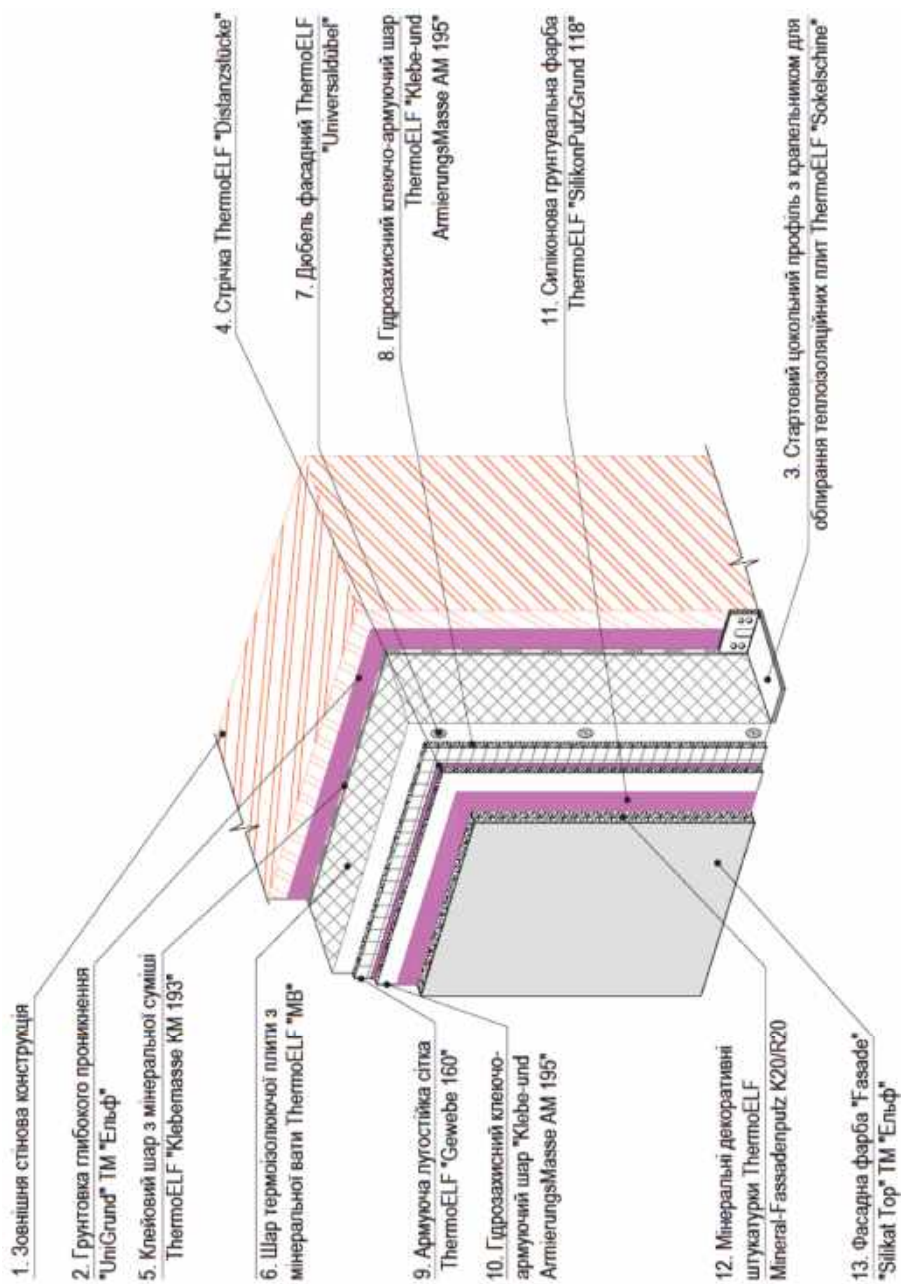 1. Зовнішня стінова конструкція
2. Грунтовка глибокого проникнення
"UniGrund" ТМ "Ельф"
5. Клейовий шар з мінеральної суміші
ThermoELF "Klebemasse KM 193"
6. Шар термоізолюючої плити з
мінеральної вати ThermoELF "MB"
9. Армуюча лугостійка сітка
ThermoELF "Gewebe 160"
10. Гідрозахисний клеючо-
армуючий шар "Klebe-und
ArmierungsMasse AM 195"
12. Мінеральні декоративні
штукатурки ThermoELF
Mineral-Fassadenputz K20/R20
13. Фасадна фарба "Fasade"
"Silikat Top" ТМ "Ельф"
4. Стрічка ThermoELF "Distanzstücke"
7. Дюбель фасадний ThermoELF
"Universaldübel"
8. Гідрозахисний клеючо-армуючий шар
ThermoELF "Klebe-und
ArmierungsMasse AM 195"
11. Силіконова грунтувальна фарба
ThermoELF "SilikonPutzGrund 118"
3. Стартовий цокольний профіль з крапельником для
обпирання теплоізоляційних плит ThermoELF "Sokelschine"